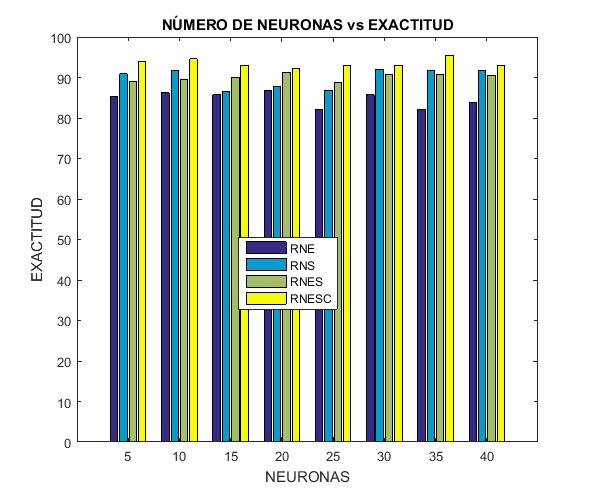 NÚMERO DE NEURONAS vs EXACTITUD
100
90
80
70
60
50
40
30
20
10
0
EXACTITUD
RNE
RNS
RNES
RNESC
5 10 15 20 25 30 35 40
NEURONAS